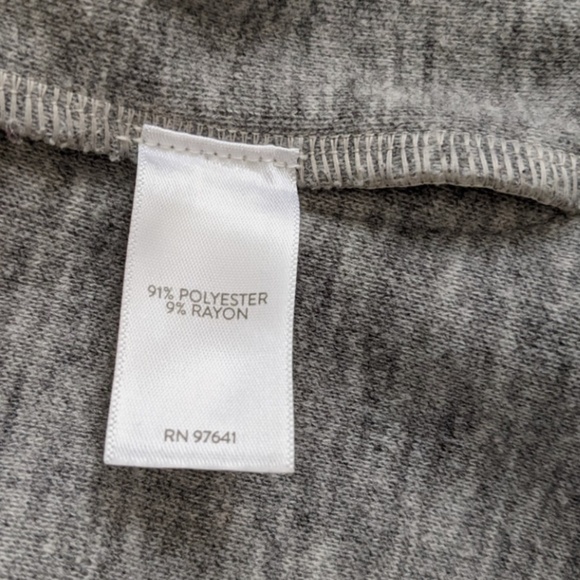 91% POLYESTER
9% RAYON
RN 97641